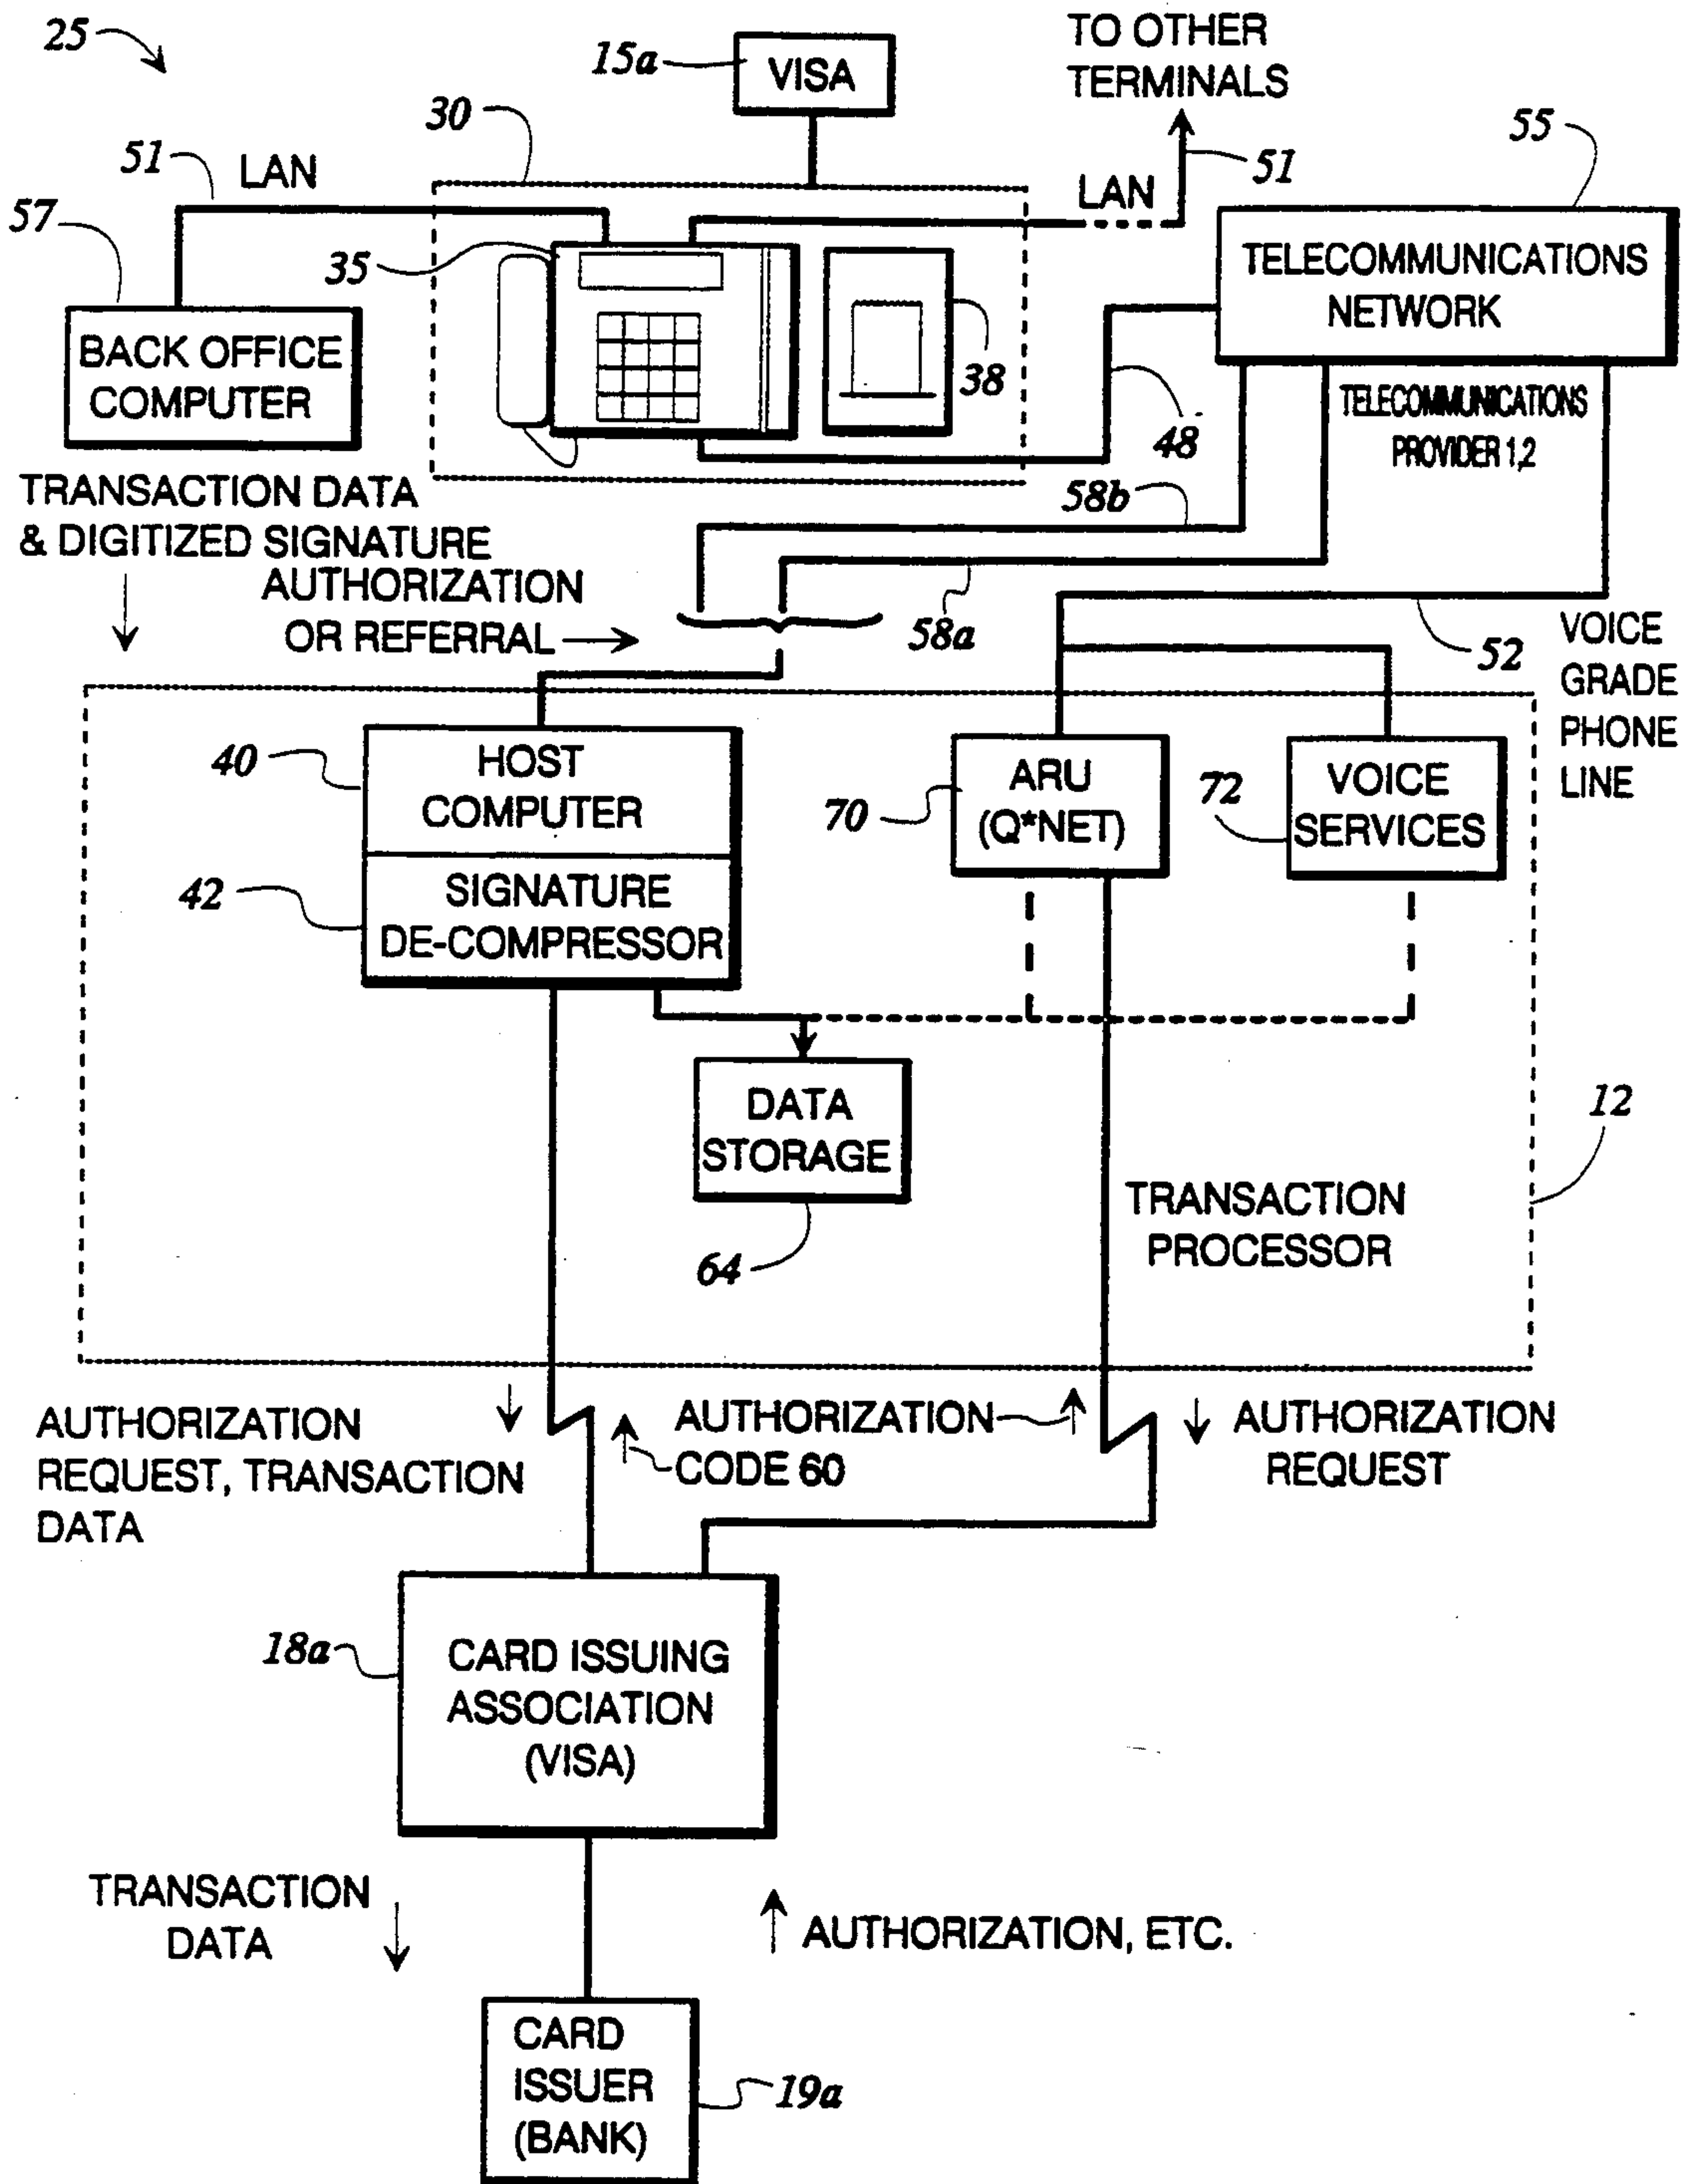 25
15a
VISA
TO OTHER
TERMINALS
30
55
51
LAN
LAN
51
57
35
TELECOMMUNICATIONS
NETWORK
BACK OFFICE
COMPUTER
38
48
TELECOMMUNICATIONS
PROVIDER 1,2
TRANSACTION DATA
& DIGITIZED SIGNATURE
58b
AUTHORIZATION
OR REFERRAL
58a
52
VOICE
GRADE
PHONE
LINE
40
HOST
COMPUTER
70
ARU
(Q*NET)
72
VOICE
SERVICES
42
SIGNATURE
DE-COMPRESSOR
DATA
STORAGE
64
12
TRANSACTION
PROCESSOR
AUTHORIZATION
REQUEST, TRANSACTION
DATA
AUTHORIZATION
CODE 60
AUTHORIZATION
REQUEST
18a
CARD ISSUING
ASSOCIATION
(VISA)
TRANSACTION
DATA
AUTHORIZATION, ETC.
CARD
ISSUER
(BANK)
19a